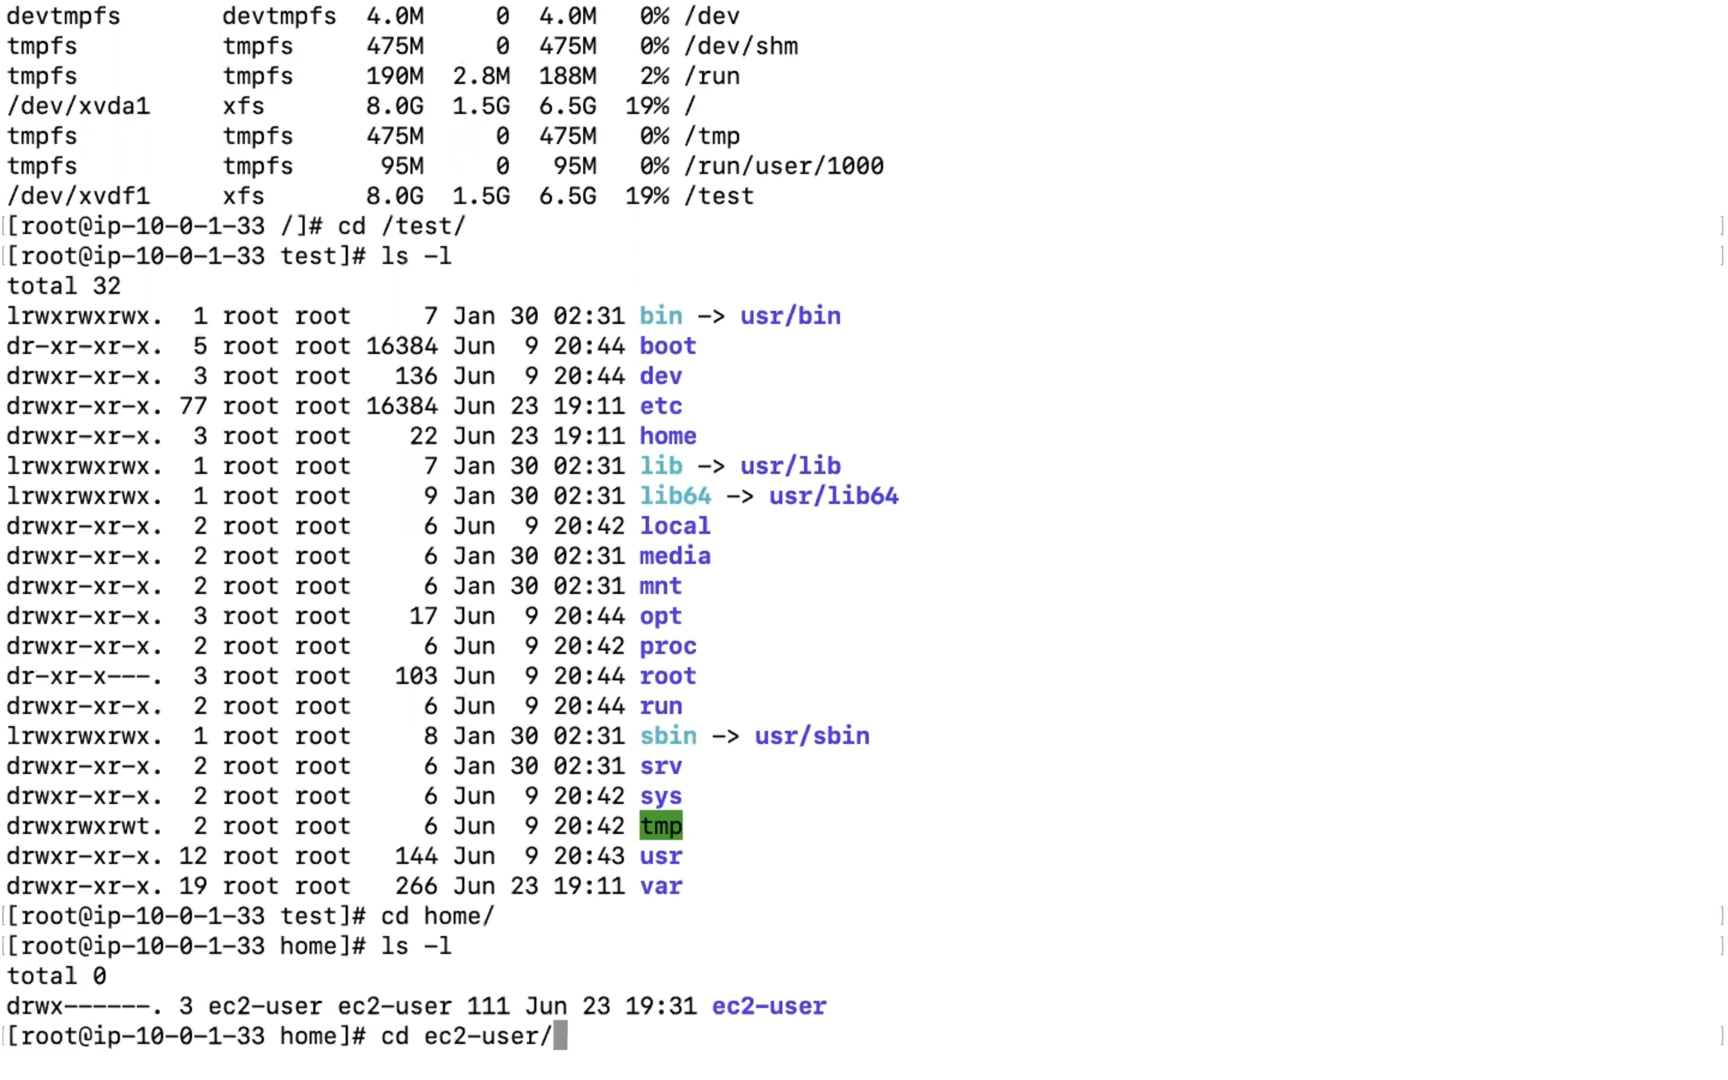 devtmpfs       devtmpfs  4.0M     0  4.0M   0% /dev
tmpfs          tmpfs     475M     0  475M   0% /dev/shm
tmpfs          tmpfs     190M  2.8M  188M   2% /run
/dev/xvda1     xfs       8.0G  1.5G  6.5G  19% /
tmpfs          tmpfs     475M     0  475M   0% /tmp
tmpfs          tmpfs      95M     0   95M   0% /run/user/1000
/dev/xvdf1     xfs       8.0G  1.5G  6.5G  19% /test
[[root@ip-10-0-1-33 /]# cd /test/ ]
[[root@ip-10-0-1-33 test]# ls -l ]
total 32
lrwxrwxrwx.  1 root root     7 Jan 30 02:31 bin -> usr/bin
dr-xr-xr-x.  5 root root 16384 Jun  9 20:44 boot
drwxr-xr-x.  3 root root   136 Jun  9 20:44 dev
drwxr-xr-x. 77 root root 16384 Jun 23 19:11 etc
drwxr-xr-x.  3 root root    22 Jun 23 19:11 home
lrwxrwxrwx.  1 root root     7 Jan 30 02:31 lib -> usr/lib
lrwxrwxrwx.  1 root root     9 Jan 30 02:31 lib64 -> usr/lib64
drwxr-xr-x.  2 root root     6 Jun  9 20:42 local
drwxr-xr-x.  2 root root     6 Jan 30 02:31 media
drwxr-xr-x.  2 root root     6 Jan 30 02:31 mnt
drwxr-xr-x.  3 root root    17 Jun  9 20:44 opt
drwxr-xr-x.  2 root root     6 Jun  9 20:42 proc
dr-xr-x---.  3 root root   103 Jun  9 20:44 root
drwxr-xr-x.  2 root root     6 Jun  9 20:44 run
lrwxrwxrwx.  1 root root     8 Jan 30 02:31 sbin -> usr/sbin
drwxr-xr-x.  2 root root     6 Jan 30 02:31 srv
drwxr-xr-x.  2 root root     6 Jun  9 20:42 sys
drwxrwxrwt.  2 root root     6 Jun  9 20:42 tmp
drwxr-xr-x. 12 root root   144 Jun  9 20:43 usr
drwxr-xr-x. 19 root root   266 Jun 23 19:11 var
[[root@ip-10-0-1-33 test]# cd home/ ]
[[root@ip-10-0-1-33 home]# ls -l ]
total 0
drwx------. 3 ec2-user ec2-user 111 Jun 23 19:31 ec2-user
[[root@ip-10-0-1-33 home]# cd ec2-user/ ]